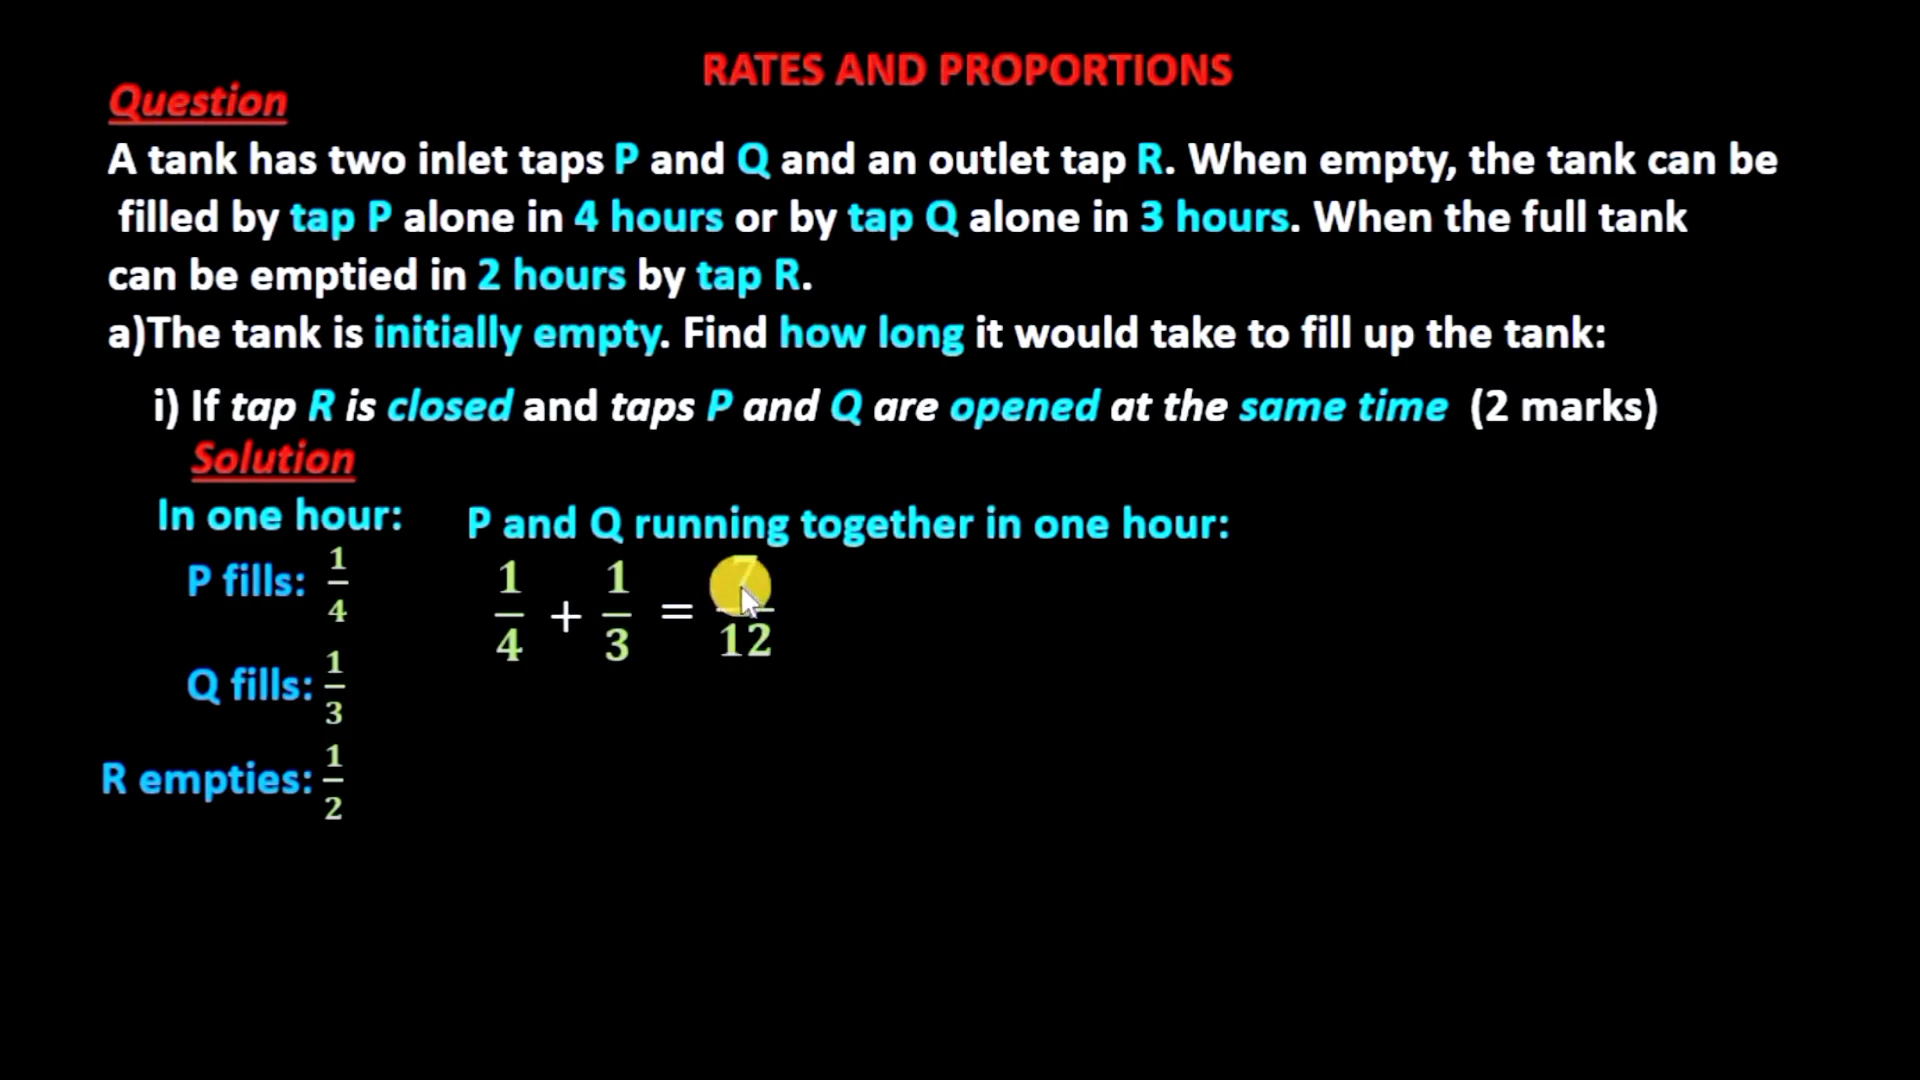 RATES AND PROPORTIONS
Question
A tank has two inlet taps P and Q and an outlet tap R. When empty, the tank can be
filled by tap P alone in 4 hours or by tap Q alone in 3 hours. When the full tank
can be emptied in 2 hours by tap R.
a)The tank is initially empty. Find how long it would take to fill up the tank:
i) If tap R is closed and taps P and Q are opened at the same time (2 marks)
Solution
In one hour:
P fills: 1/4
Q fills: 1/3
R empties: 1/2
P and Q running together in one hour:
1/4 + 1/3 = 7/12